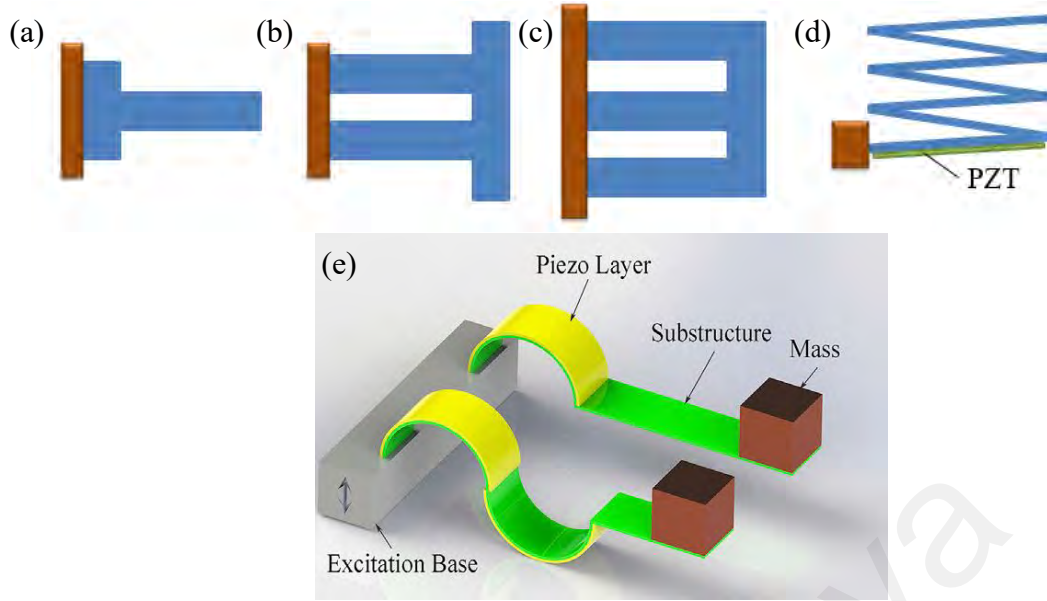 (a)
(b)
(c)
(d)
PZT
(e)
Piezo Layer
Substructure
Mass
Excitation Base